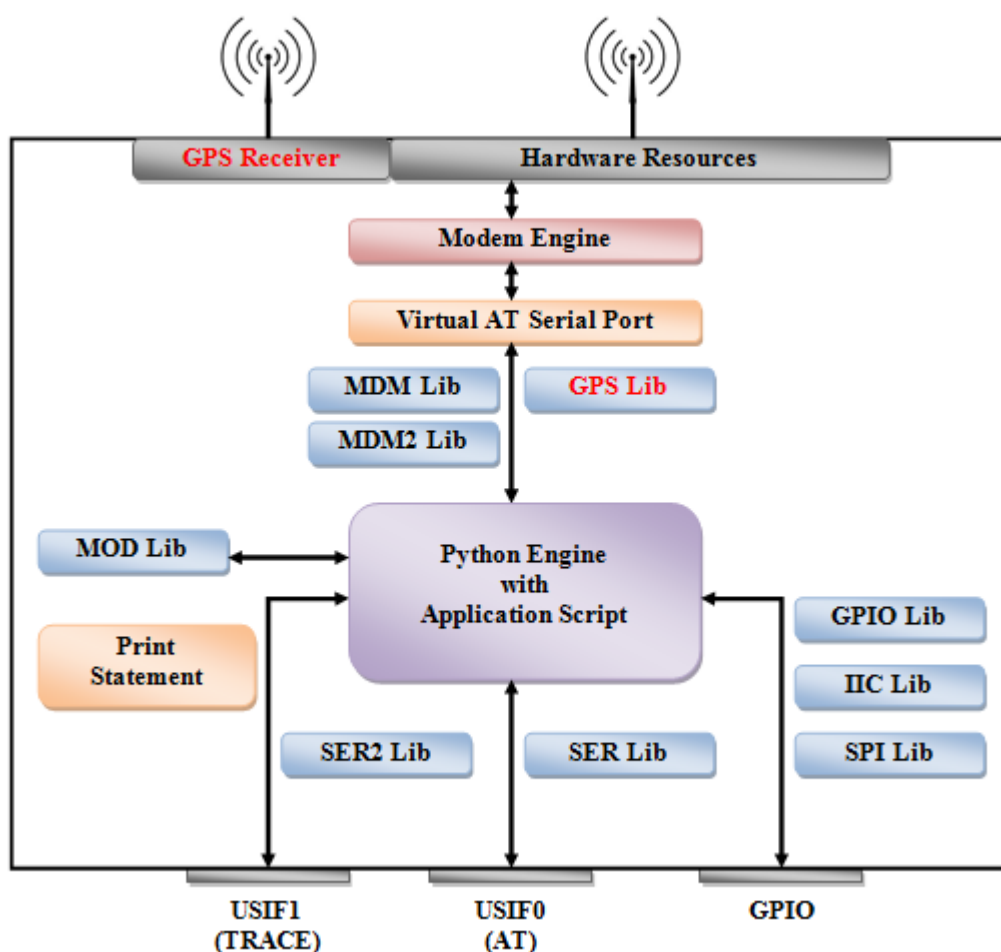 GPS Receiver
Hardware Resources
Modem Engine
Virtual AT Serial Port
MDM Lib
GPS Lib
MDM2 Lib
MOD Lib
Python Engine
with
Application Script
Print
Statement
GPIO Lib
IIC Lib
SER2 Lib
SER Lib
SPI Lib
USIF1
(TRACE)
USIF0
(AT)
GPIO